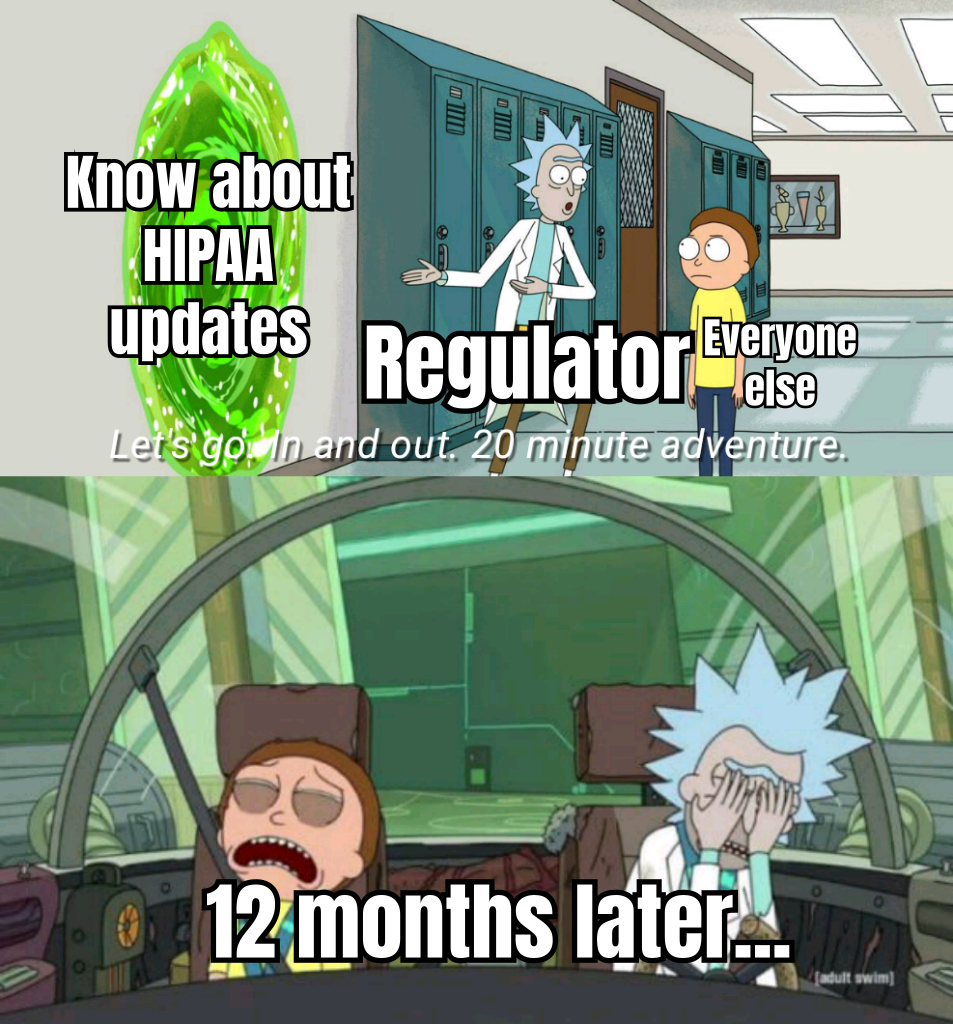 Know about
HIPAA
updates
Regulator
Everyone
else
Let's go. In and out. 20 minute adventure.
12 months later...
[adult swim]